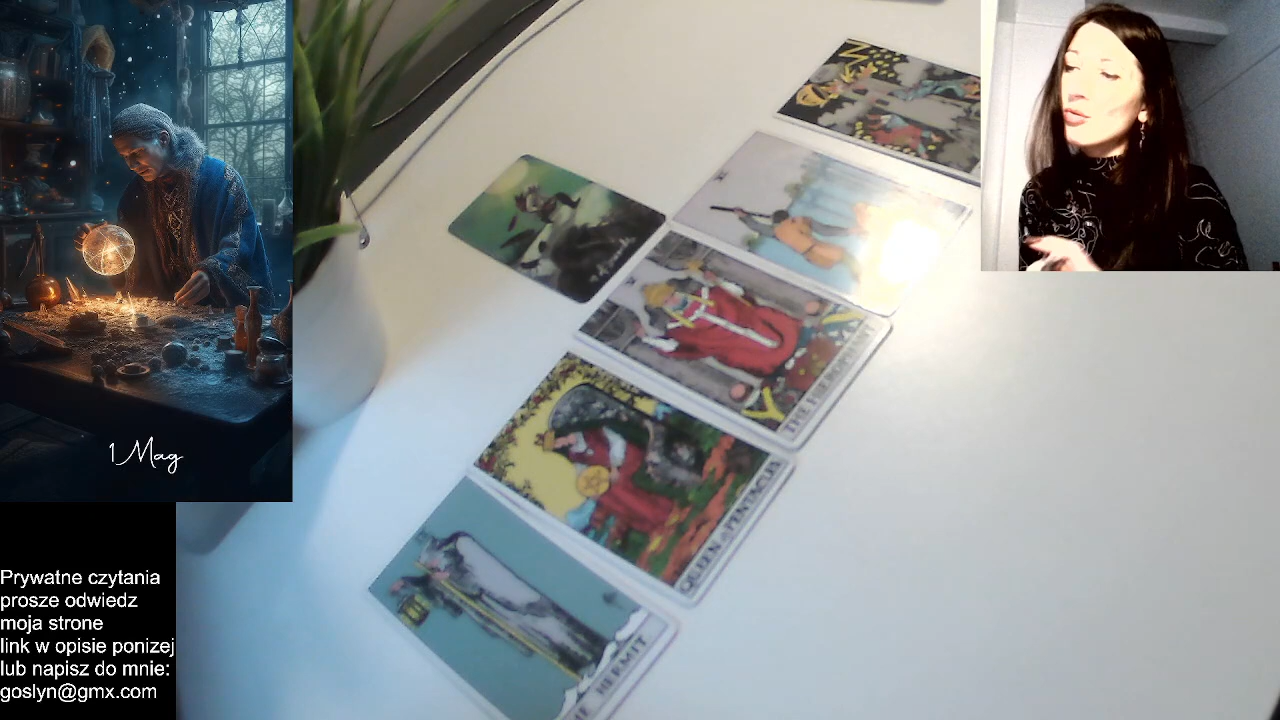 1 Mag
Prywatne czytania
prosze odwiedz
moja strone
link w opisie ponizej
lub napisz do mnie:
goslyn@gmx.com
THE HIEROPHANT
QUEEN of PENTACLES
THE HERMIT